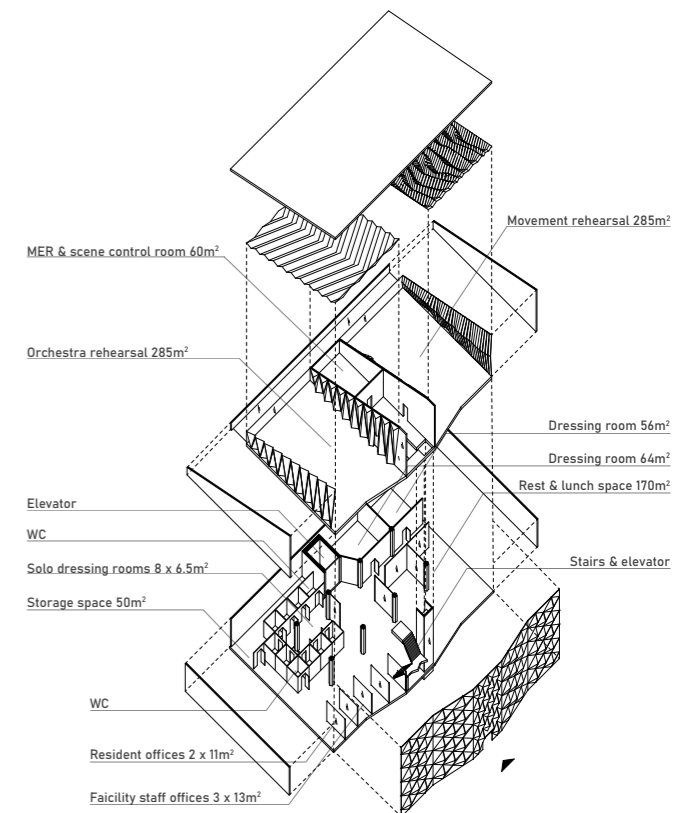 Movement rehearsal 285m²
MER & scene control room 60m²
Orchestra rehearsal 285m²
Dressing room 56m²
Dressing room 64m²
Rest & lunch space 170m²
Elevator
WC
Solo dressing rooms 8 x 6.5m²
Stairs & elevator
Storage space 50m²
WC
Resident offices 2 x 11m²
Faicility staff offices 3 x 13m²